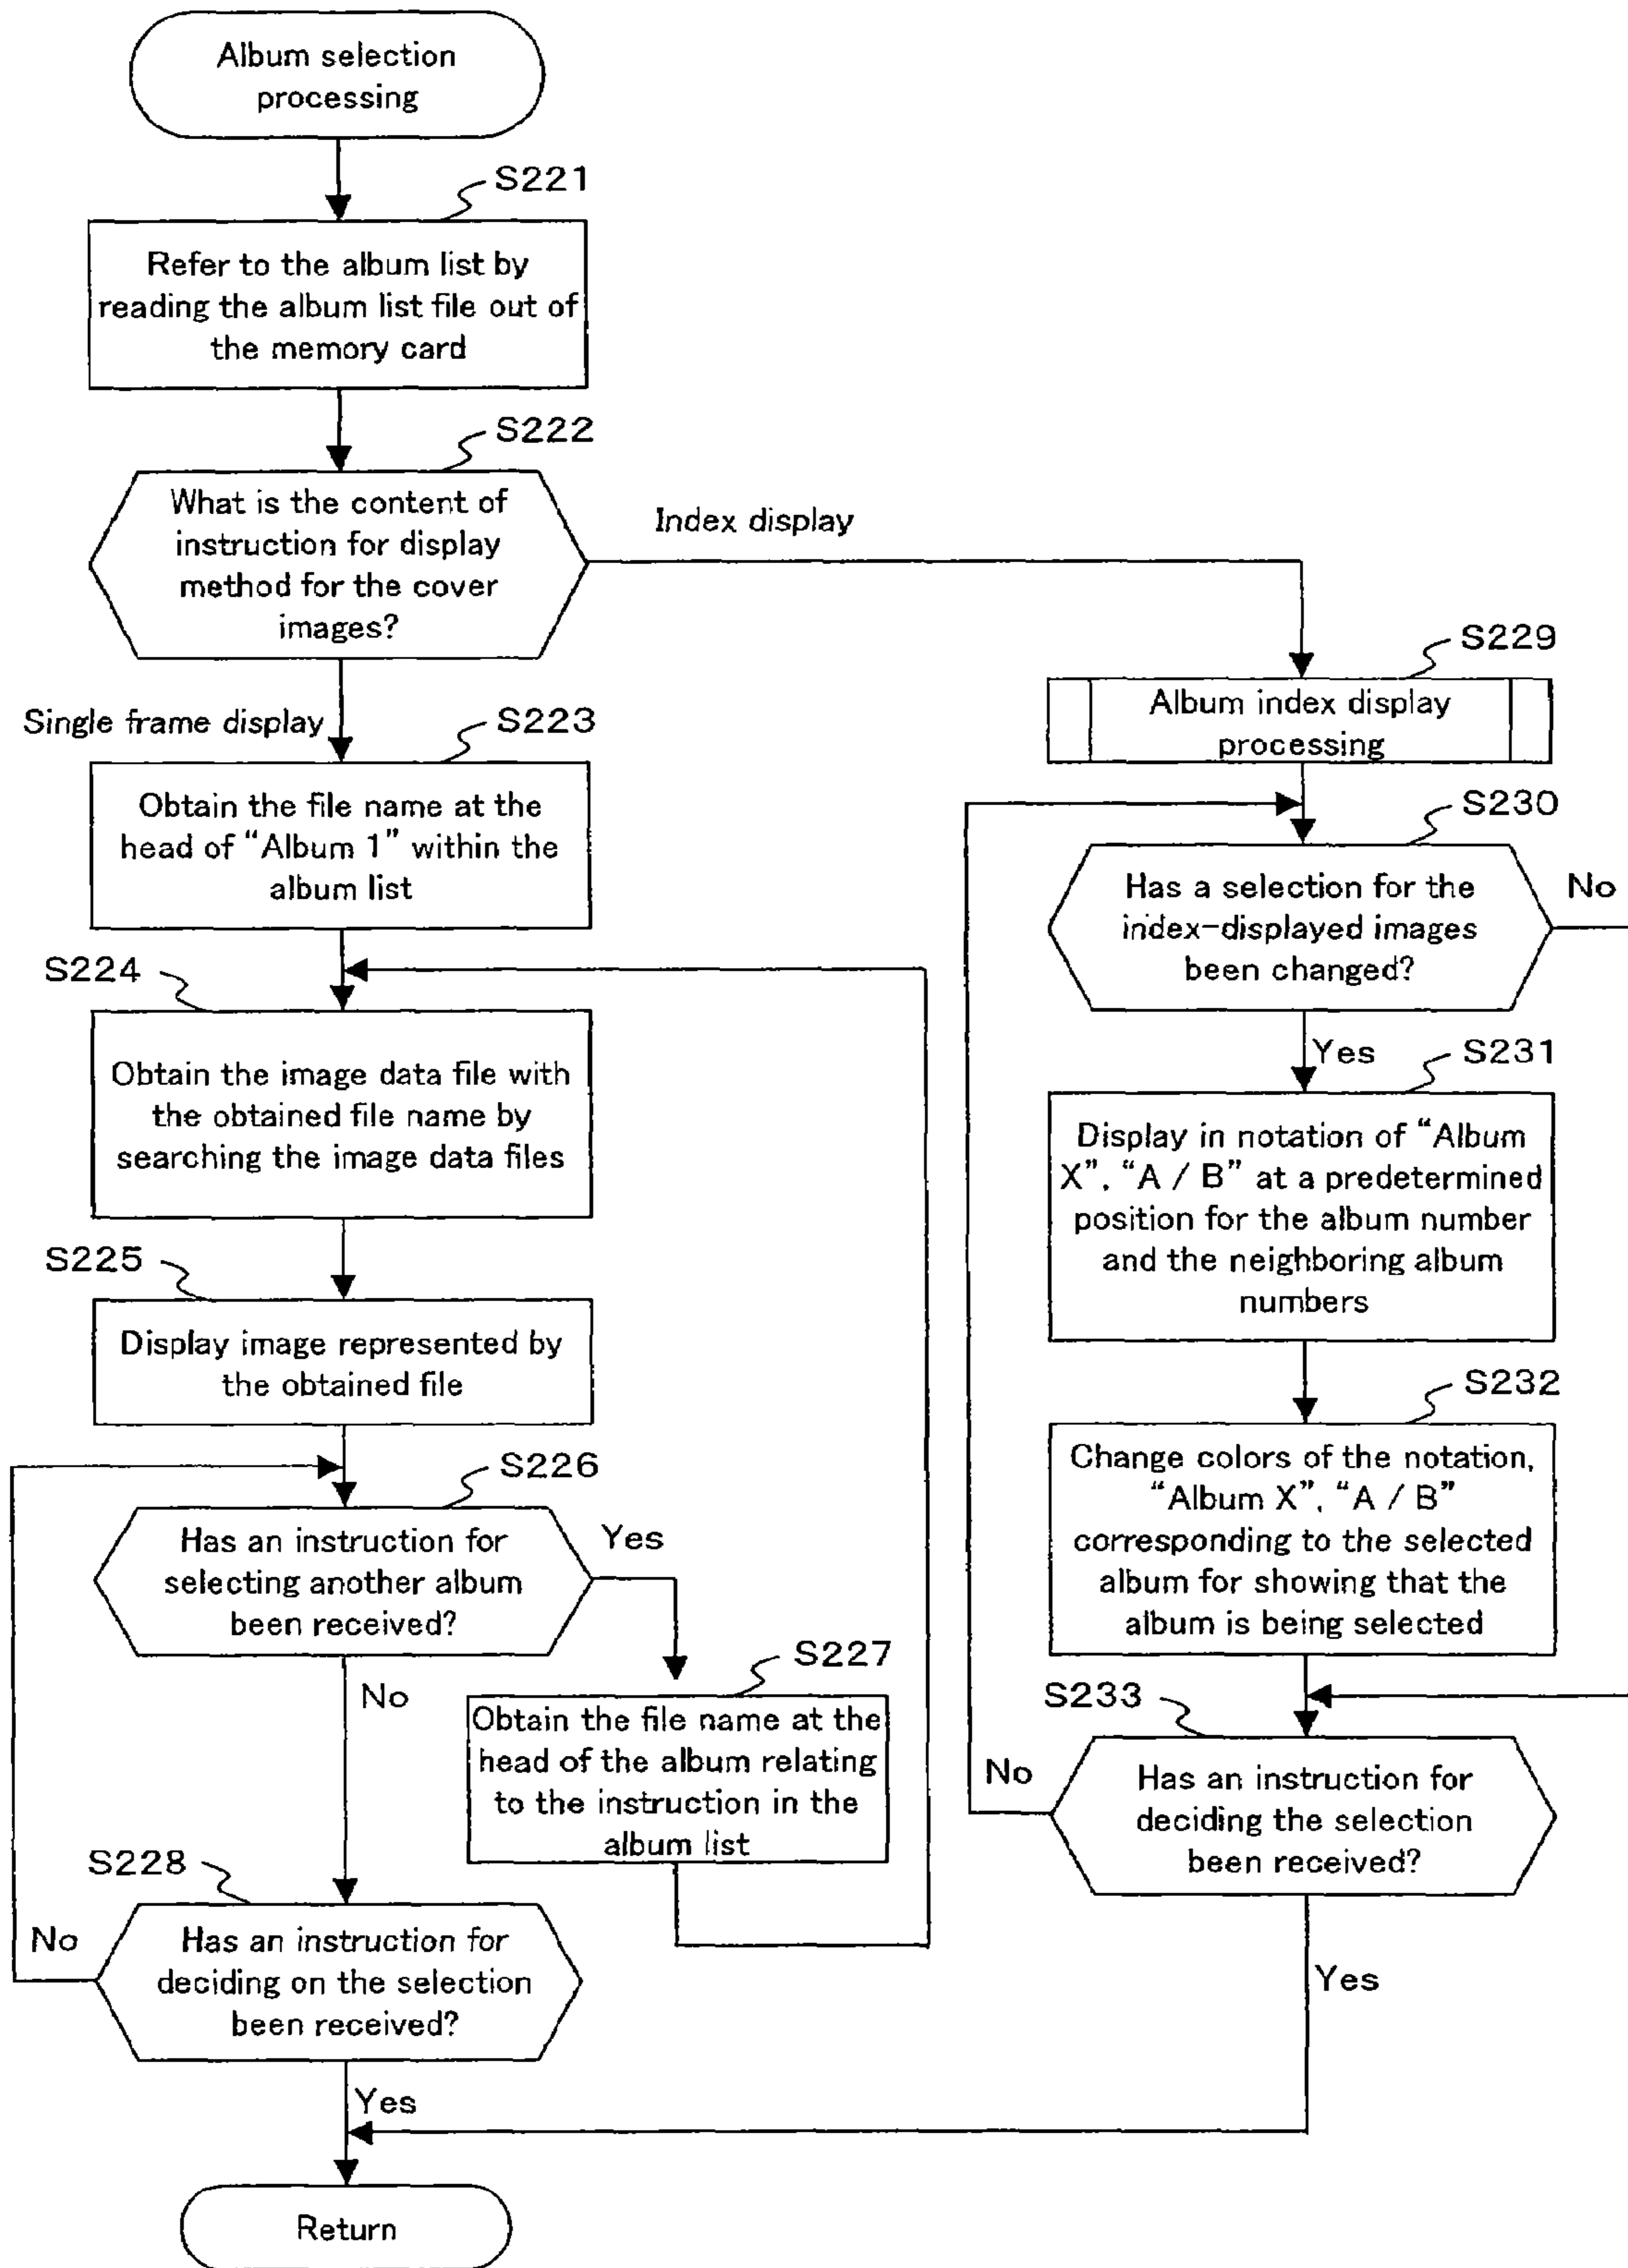 Album selection
processing
S221
Refer to the album list by
reading the album list file out of
the memory card
S222
What is the content of
instruction for display
method for the cover
images?
Index display
Single frame display
S223
Obtain the file name at the
head of “Album 1” within the
album list
S224
Obtain the image data file with
the obtained file name by
searching the image data files
S225
Display image represented by
the obtained file
S226
Has an instruction for
selecting another album
been received?
Yes
No
S227
Obtain the file name at the
head of the album relating
to the instruction in the
album list
S228
Has an instruction for
deciding on the selection
been received?
No
Yes
S229
Album index display
processing
S230
Has a selection for the
index-displayed images
been changed?
No
Yes
S231
Display in notation of “Album
X”, “A / B” at a predetermined
position for the album number
and the neighboring album
numbers
S232
Change colors of the notation,
“Album X”, “A / B”
corresponding to the selected
album for showing that the
album is being selected
S233
Has an instruction for
deciding the selection
been received?
No
Yes
Return